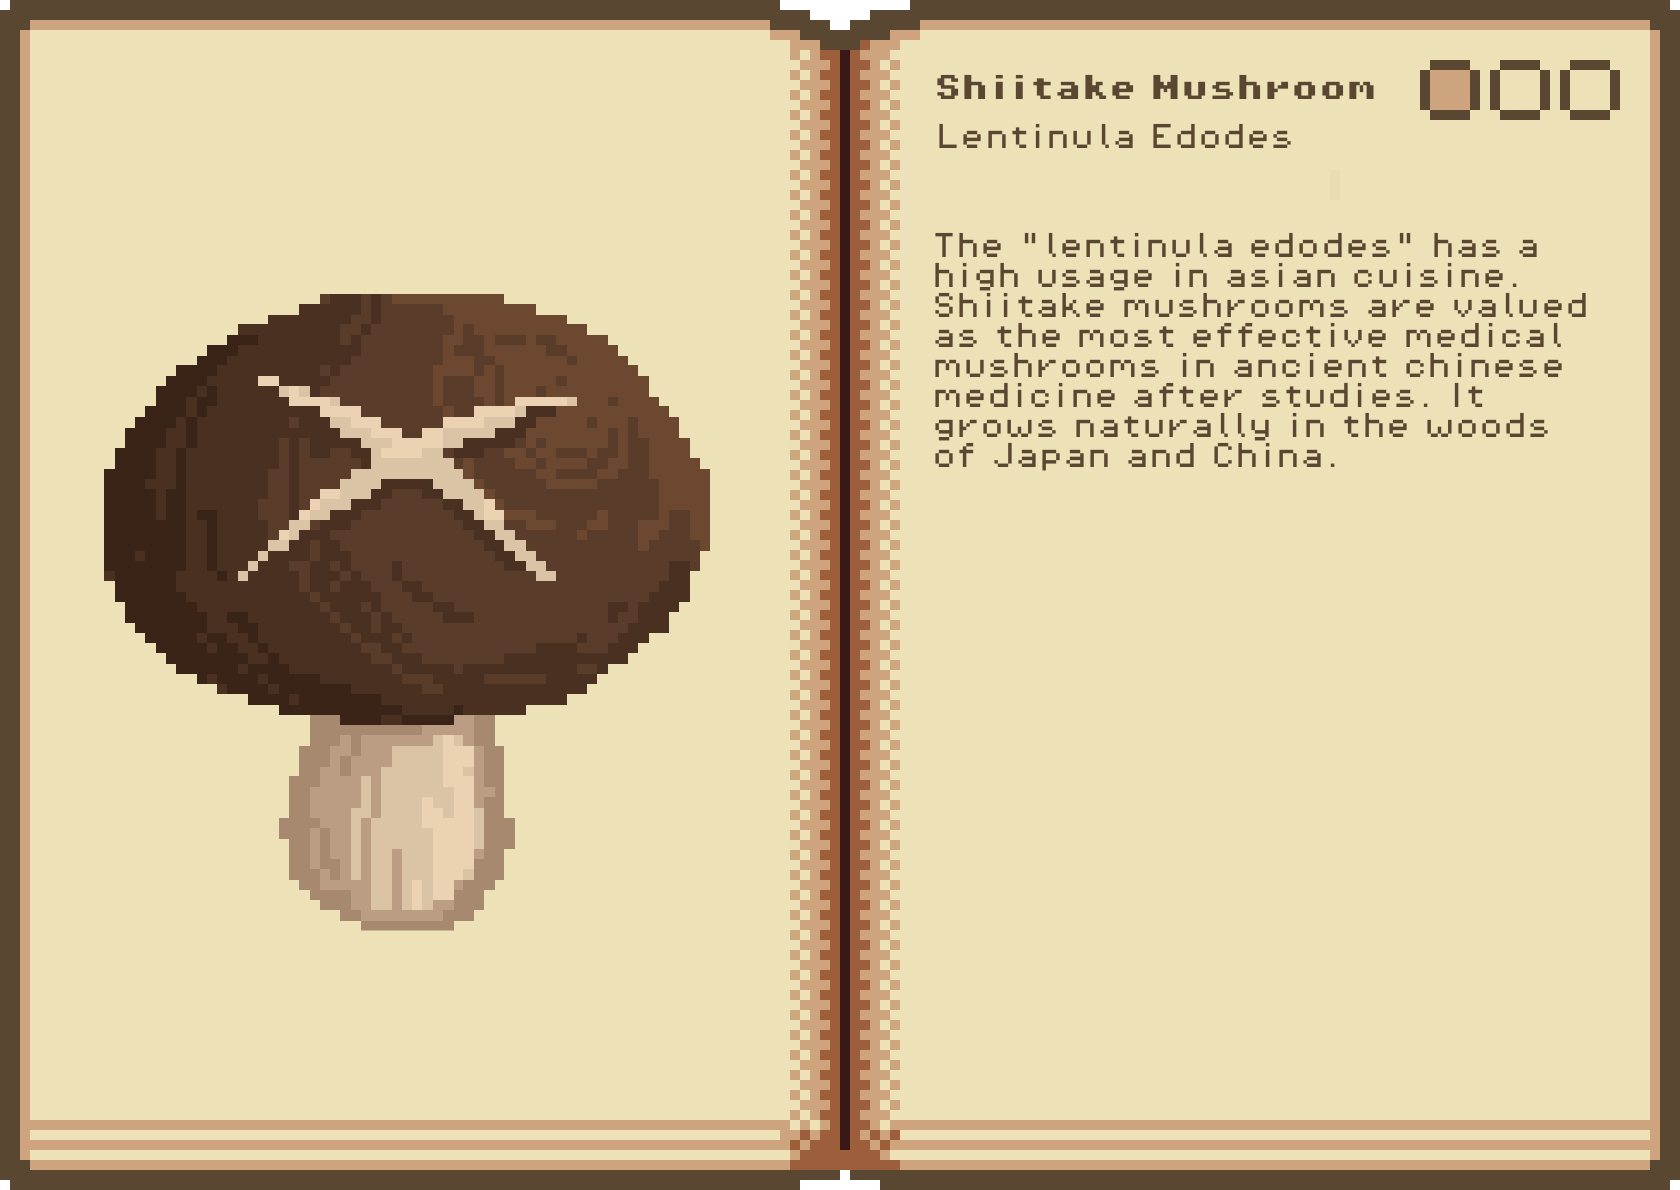 Shiitake Mushroom
Lentinula Edodes
The "lentinula edodes" has a
high usage in asian cuisine.
Shiitake mushrooms are valued
as the most effective medical
mushrooms in ancient chinese
medicine after studies. It
grows naturally in the woods
of Japan and China.